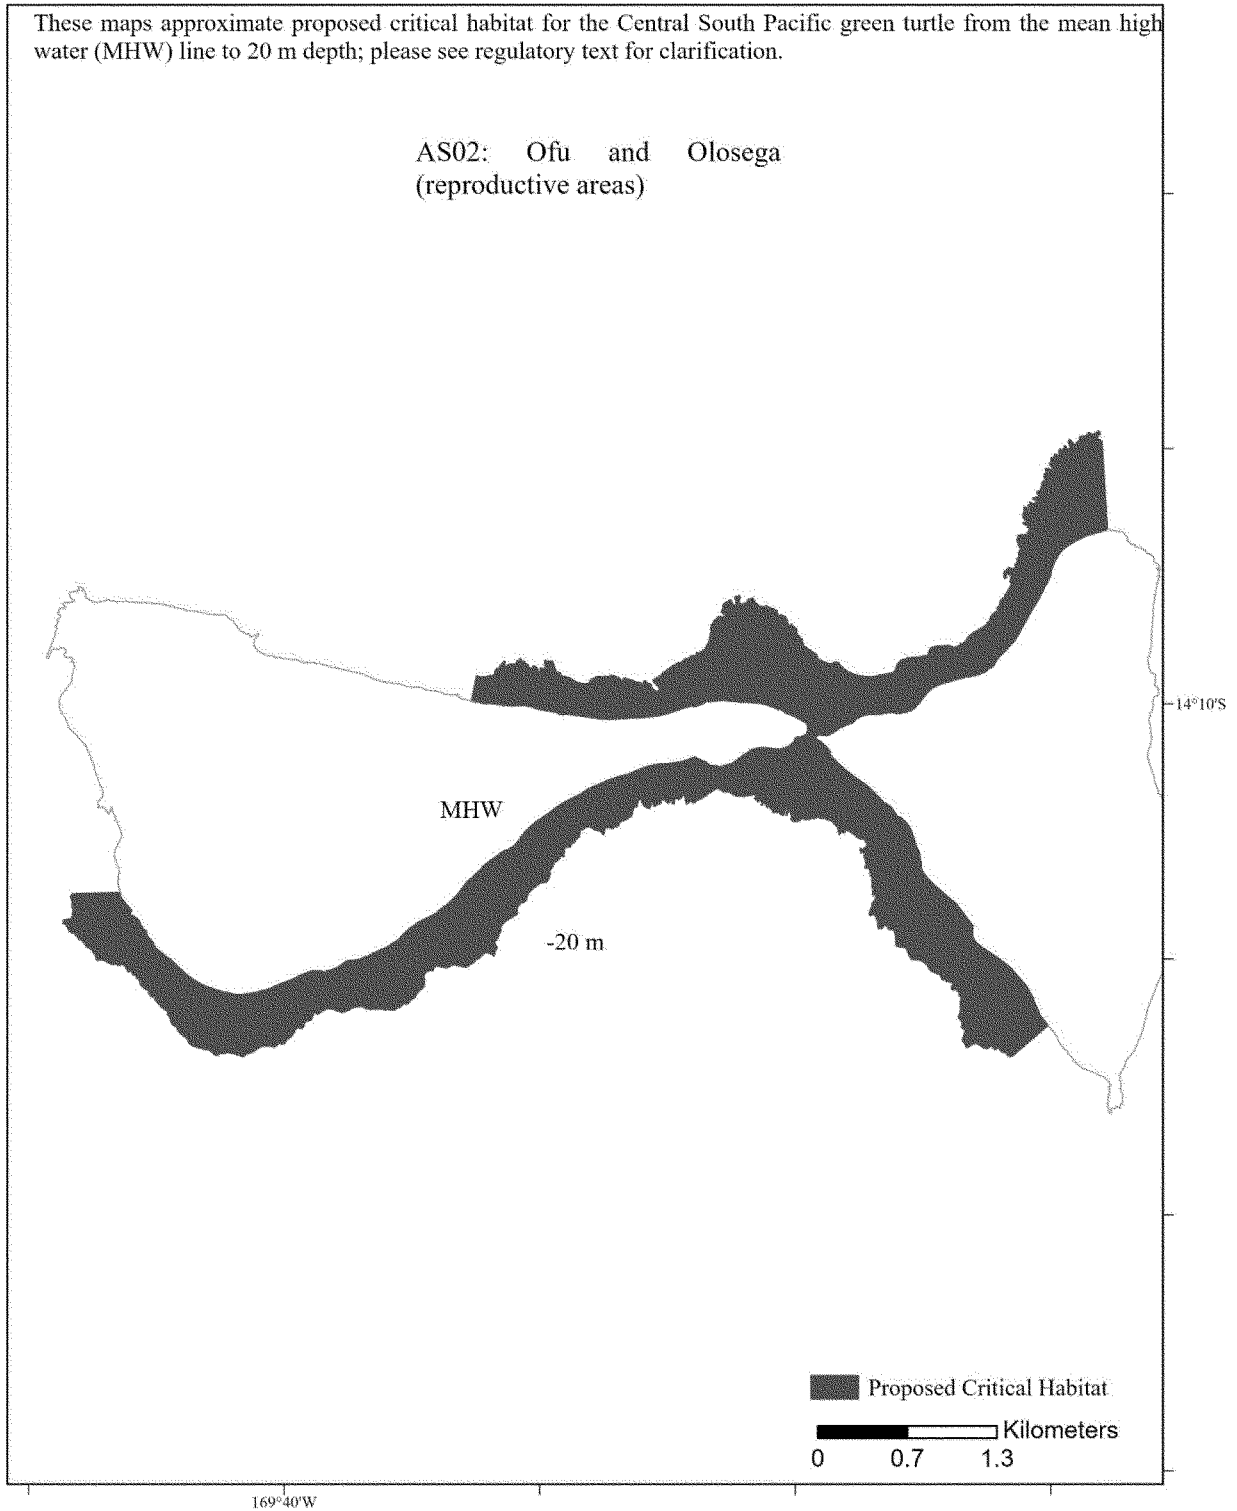 These maps approximate proposed critical habitat for the Central South Pacific green turtle from the mean high
water (MHW) line to 20 m depth; please see regulatory text for clarification.
AS02: Ofu and Olosega
(reproductive areas)
14°10'S
MHW
-20 m
Proposed Critical Habitat
Kilometers
0 0.7 1.3
169°40'W